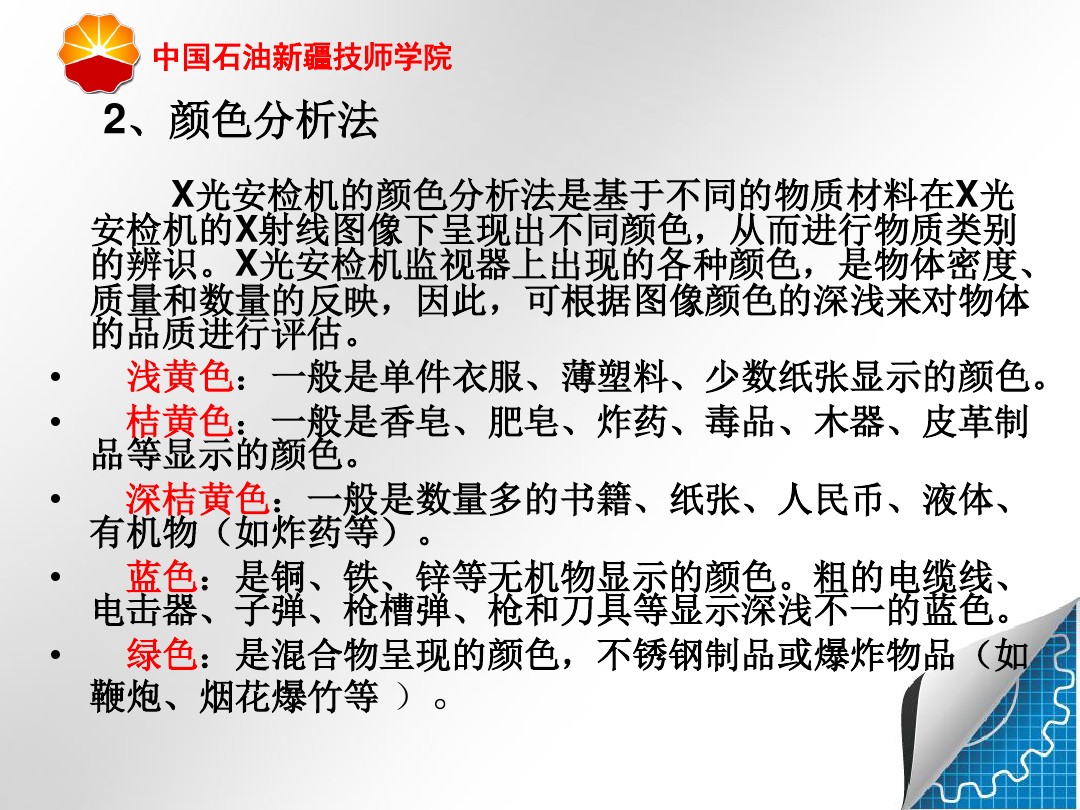 中国石油新疆技师学院
2、颜色分析法
X光安检机的颜色分析法是基于不同的物质材料在X光
安检机的X射线图像下呈现出不同颜色，从而进行物质类别
的辨识。X光安检机监视器上出现的各种颜色，是物体密度、
质量和数量的反映，因此，可根据图像颜色的深浅来对物体
的品质进行评估。
• 浅黄色：一般是单件衣服、薄塑料、少数纸张显示的颜色。
• 桔黄色：一般是香皂、肥皂、炸药、毒品、木器、皮革制
品等显示的颜色。
• 深桔黄色：一般是数量多的书籍、纸张、人民币、液体、
有机物（如炸药等）。
• 蓝色：是铜、铁、锌等无机物显示的颜色。粗的电缆线、
电击器、子弹、枪槽弹、枪和刀具等显示深浅不一的蓝色。
• 绿色：是混合物呈现的颜色，不锈钢制品或爆炸物品（如
鞭炮、烟花爆竹等 ）。